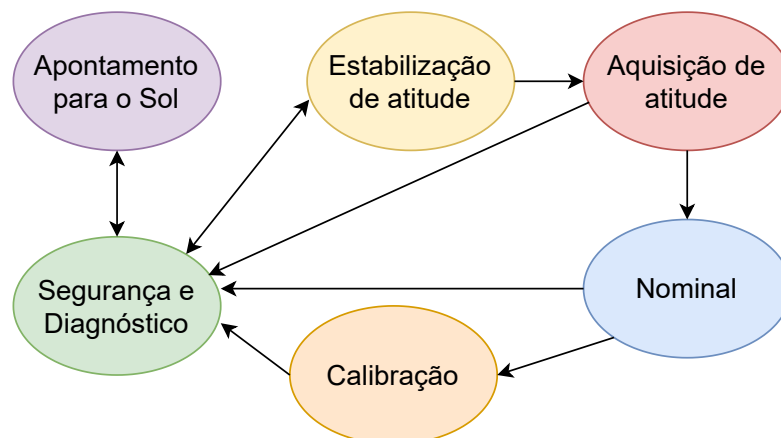 Apontamento
para o Sol
Estabilização
de atitude
Aquisição de
atitude
Segurança e
Diagnóstico
Nominal
Calibração